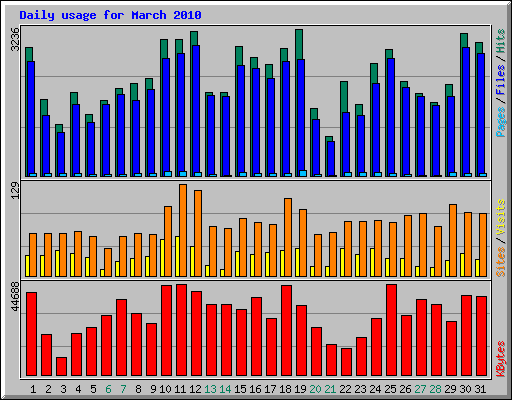 Daily usage for March 2010
3236
Pages / Files / Hits
129
Sites / Visits
44688
KBytes
1 2 3 4 5 6 7 8 9 10 11 12 13 14 15 16 17 18 19 20 21 22 23 24 25 26 27 28 29 30 31